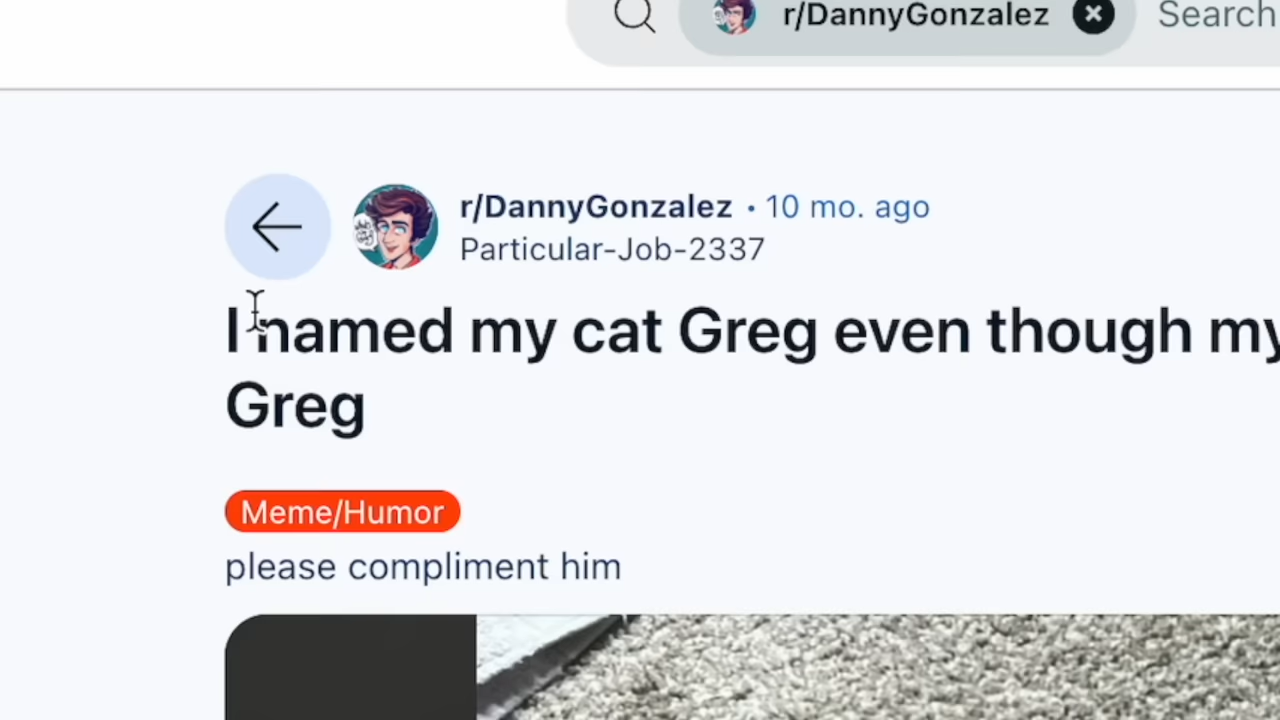 r/DannyGonzalez Search
r/DannyGonzalez • 10 mo. ago
Particular-Job-2337
I named my cat Greg even though my
Greg
Meme/Humor
please compliment him